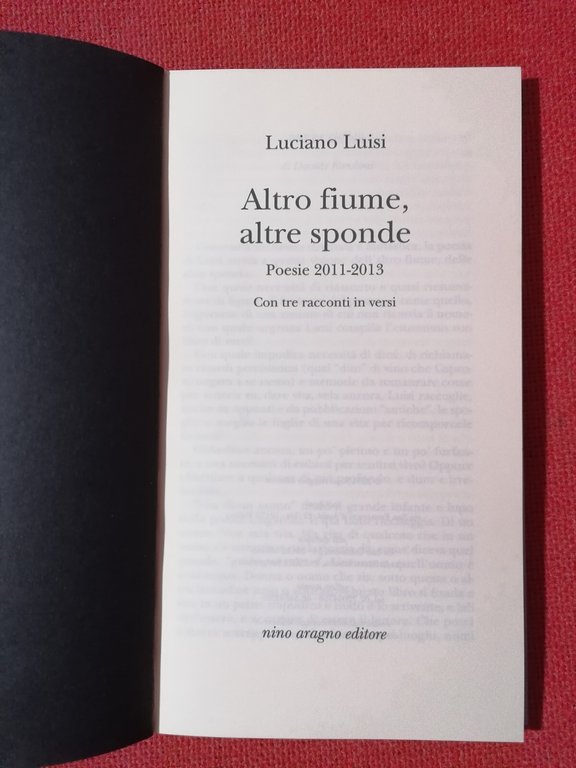 Luciano Luisi
Altro fiume,
altre sponde
Poesie 2011-2013
Con tre racconti in versi
nino aragno editore